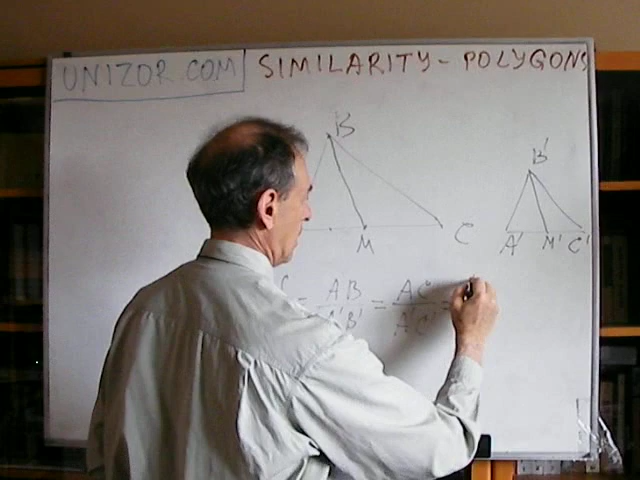 UNIZOR.COM SIMILARITY - POLYGONS
B
B'
M C
A' M' C'
C = AB = AC =
A'B' A'C'